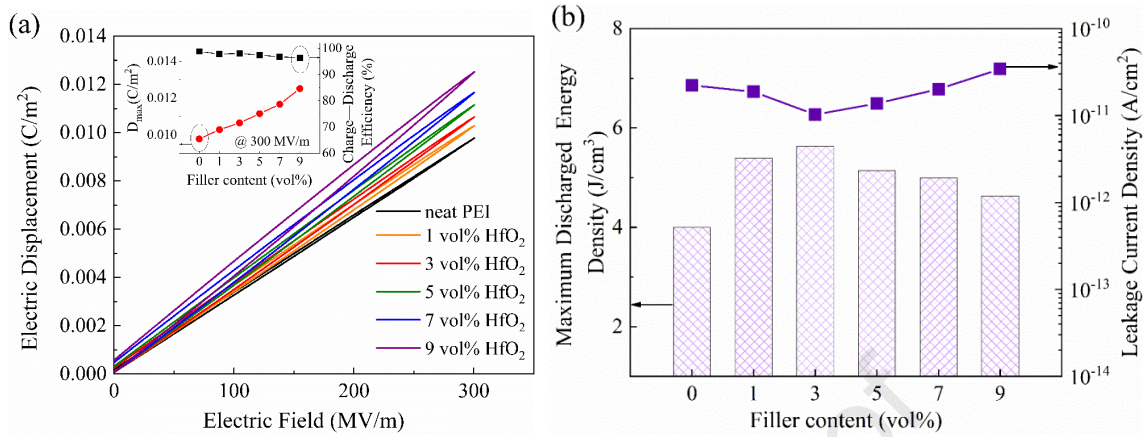 (a)
0.014
0.012
0.010
0.008
0.006
0.004
0.002
0.000
Electric Displacement (C/m²)
0 100 200 300
Electric Field (MV/m)
0.014
0.012
0.010
Dmax(C/m²)
100
90
80
70
60
Charge—Discharge
Efficiency (%)
@ 300 MV/m
0 1 3 5 7 9
Filler content (vol%)
neat PEI
1 vol% HfO₂
3 vol% HfO₂
5 vol% HfO₂
7 vol% HfO₂
9 vol% HfO₂
(b)
8
6
4
2
Maximum Discharged Energy
Density (J/cm³)
10⁻¹⁰
10⁻¹¹
10⁻¹²
10⁻¹³
10⁻¹⁴
Leakage Current Density (A/cm²)
0 1 3 5 7 9
Filler content (vol%)